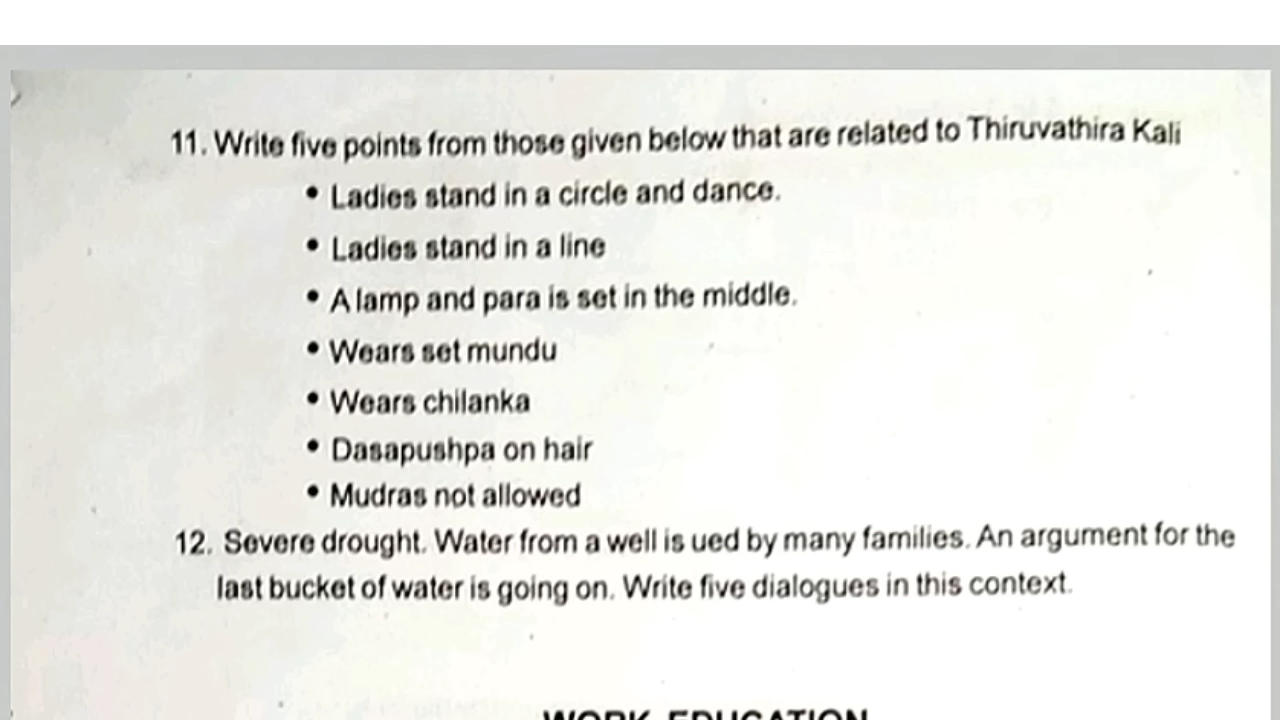 11. Write five points from those given below that are related to Thiruvathira Kali
• Ladies stand in a circle and dance.
• Ladies stand in a line
• A lamp and para is set in the middle.
• Wears set mundu
• Wears chilanka
• Dasapushpa on hair
• Mudras not allowed
12. Severe drought. Water from a well is ued by many families. An argument for the
last bucket of water is going on. Write five dialogues in this context.
WORK EDUCATION